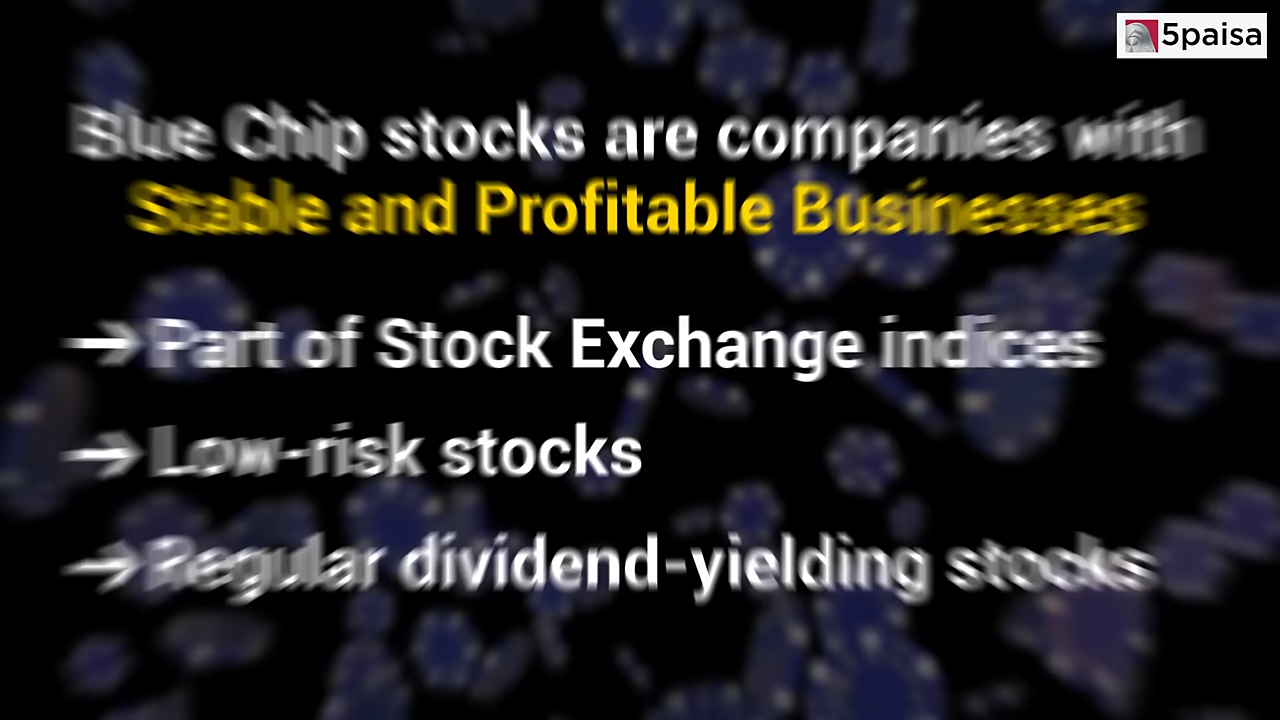 5paisa
Blue Chip stocks are companies with
Stable and Profitable Businesses
→ Part of Stock Exchange indices
→ Low-risk stocks
→ Regular dividend-yielding stocks